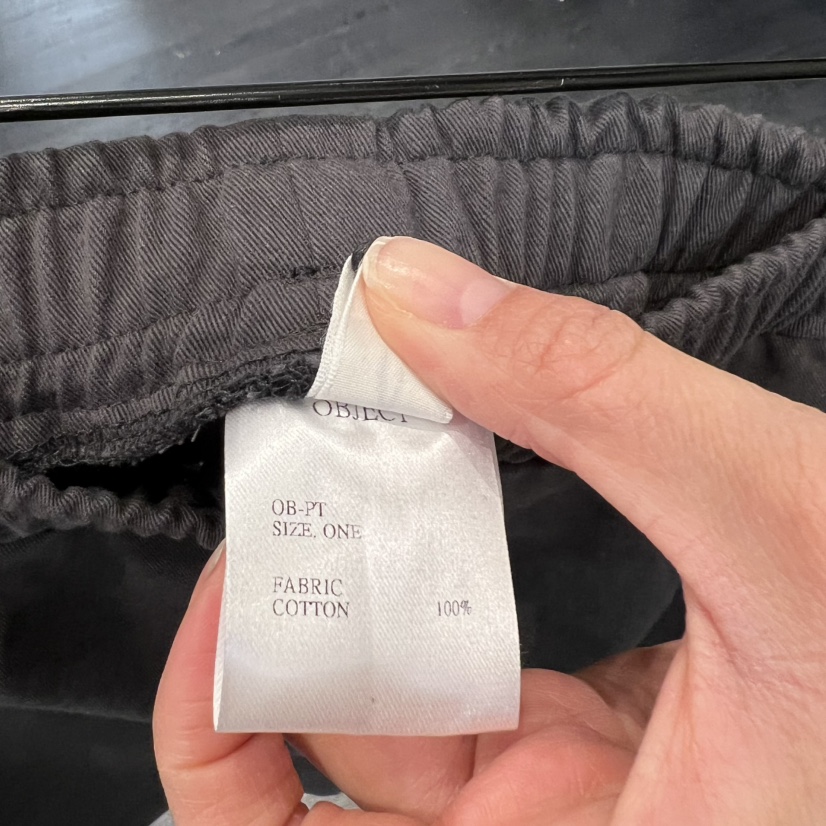 OBJECT
OB-PT
SIZE. ONE
FABRIC
COTTON 100%